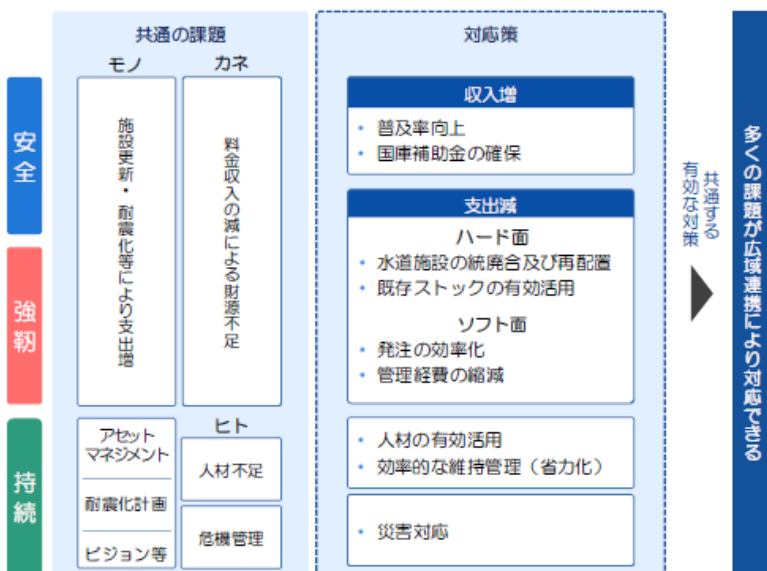 共通の課題
モノ
カネ
安全
強靭
持続
施設更新・耐震化等により支出増
料金収入の減による財源不足
アセット
マネジメント
耐震化計画
ビジョン等
ヒト
人材不足
危機管理
対応策
収入増
・ 普及率向上
・ 国庫補助金の確保
支出減
ハード面
・ 水道施設の統廃合及び再配置
・ 既存ストックの有効活用
ソフト面
・ 発注の効率化
・ 管理経費の縮減
・ 人材の有効活用
・ 効率的な維持管理（省力化）
・ 災害対応
共通する
有効な対策
多くの課題が広域連携により対応できる